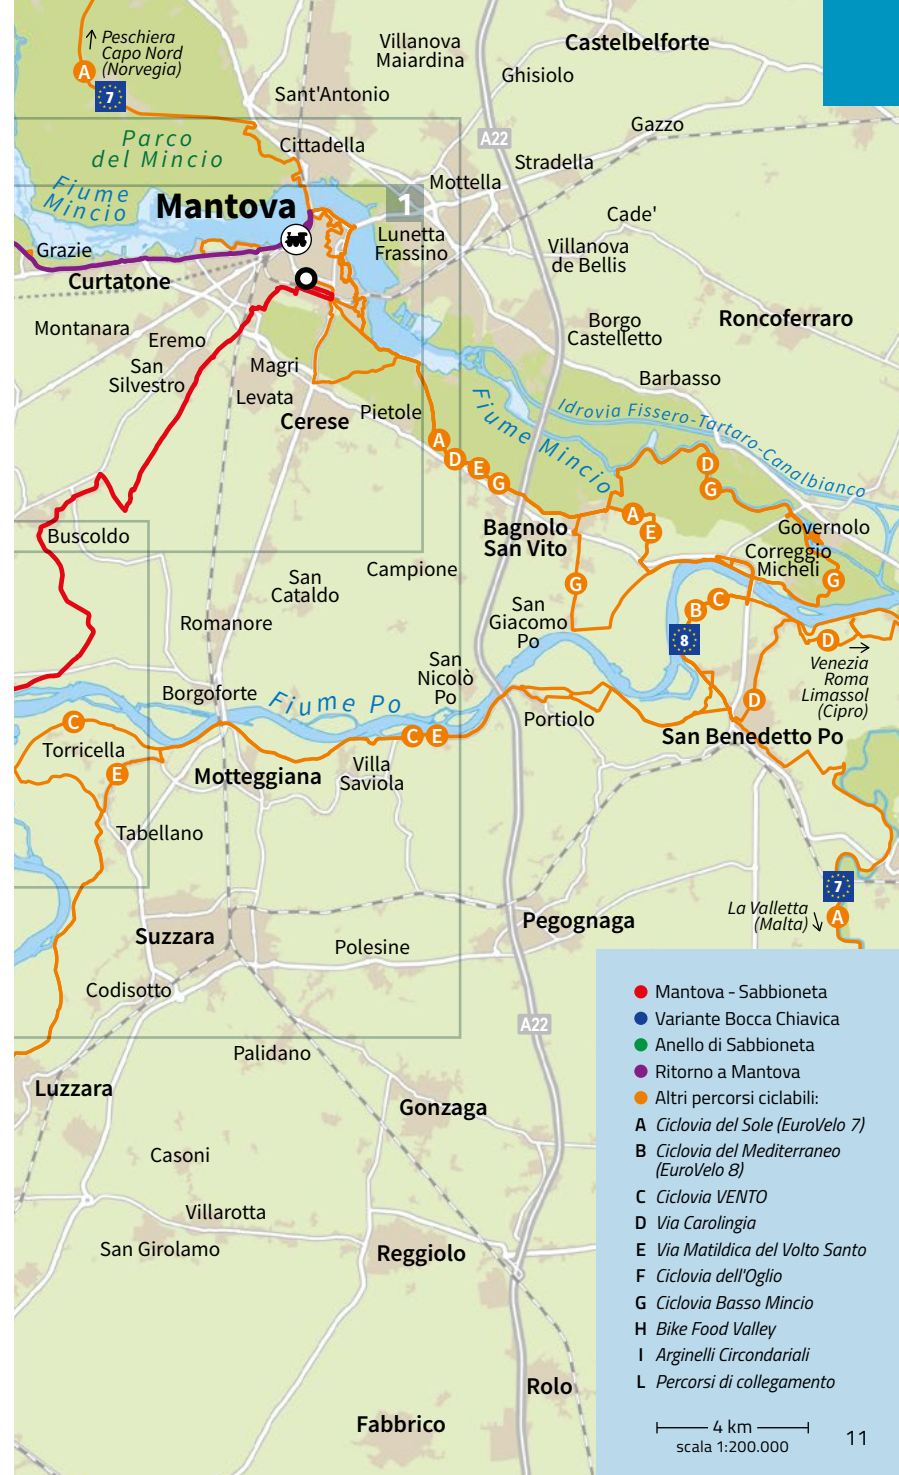 Peschiera
Capo Nord
(Norvegia)
A
7
Villanova
Maiardina
Castelbelforte
Ghisiolo
Sant'Antonio
Gazzo
A22
Cittadella
Parco
del Mincio
Stradella
Mottella
Fiume
Mincio
Mantova
1
Cade'
Lunetta
Frassino
Villanova
de Bellis
Grazie
Curtatone
Montanara
Eremo
San
Silvestro
Magri
Levata
Cerese
Pietole
Borgo
Castelletto
Roncoferraro
Barbasso
Fiume Mincio
Idrovia Fissero-Tartaro-Canalbianco
A
D
E
G
D
G
A
E
Bagnolo
San Vito
Governolo
Correggio
Micheli
G
G
Buscoldo
San
Cataldo
Campione
Romanore
San
Giacomo
Po
B
C
8
D
Venezia
Roma
Limassol
(Cipro)
San
Nicolò
Po
Borgoforte
Fiume Po
D
Portiolo
San Benedetto Po
C
C
E
Torricella
E
Motteggiana
Villa
Saviola
Tabellano
7
A
La Valletta
(Malta)
Pegognaga
Suzzara
Polesine
Codisotto
A22
Palidano
Luzzara
Gonzaga
Casoni
Villarotta
San Girolamo
Reggiolo
Rolo
Fabbrico
Mantova - Sabbioneta
Variante Bocca Chiavica
Anello di Sabbioneta
Ritorno a Mantova
Altri percorsi ciclabili:
A Ciclovia del Sole (EuroVelo 7)
B Ciclovia del Mediterraneo
(EuroVelo 8)
C Ciclovia VENTO
D Via Carolingia
E Via Matildica del Volto Santo
F Ciclovia dell'Oglio
G Ciclovia Basso Mincio
H Bike Food Valley
I Arginelli Circondariali
L Percorsi di collegamento
4 km
scala 1:200.000
11